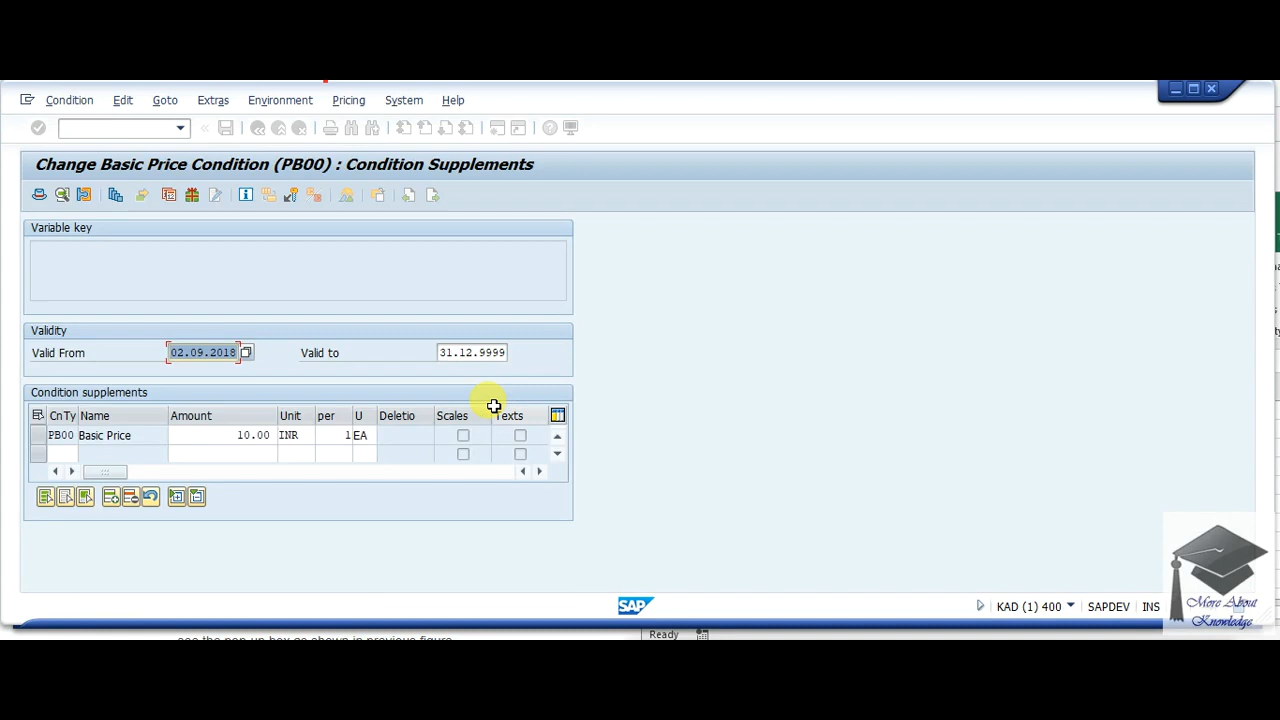 Condition Edit Goto Extras Environment Pricing System Help
Change Basic Price Condition (PB00) : Condition Supplements
Variable key
Validity
Valid From 02.09.2018 Valid to 31.12.9999
Condition supplements
CnTy Name Amount Unit per U Deletio Scales Texts
PB00 Basic Price 10.00 INR 1 EA
SAP KAD (1) 400 SAPDEV INS
More About
Knowledge
Ready